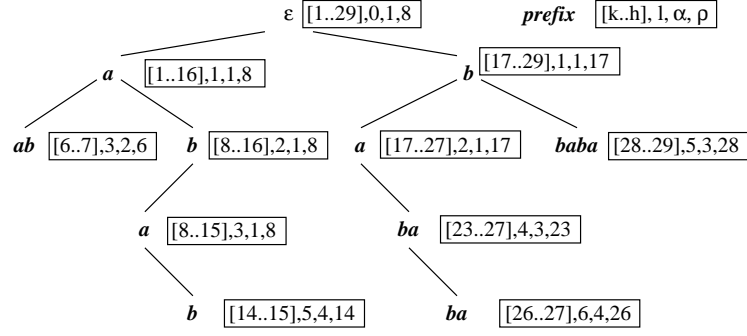 ε [1..29],0,1,8 prefix [k..h], l, α, ρ
a [1..16],1,1,8 b [17..29],1,1,17
ab [6..7],3,2,6 b [8..16],2,1,8 a [17..27],2,1,17 baba [28..29],5,3,28
a [8..15],3,1,8 ba [23..27],4,3,23
b [14..15],5,4,14 ba [26..27],6,4,26